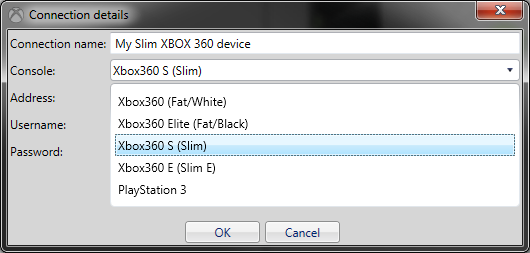 Connection details
Connection name: My Slim XBOX 360 device
Console: Xbox360 S (Slim)
Address:
Xbox360 (Fat/White)
Username:
Xbox360 Elite (Fat/Black)
Password:
Xbox360 S (Slim)
Xbox360 E (Slim E)
PlayStation 3
OK Cancel